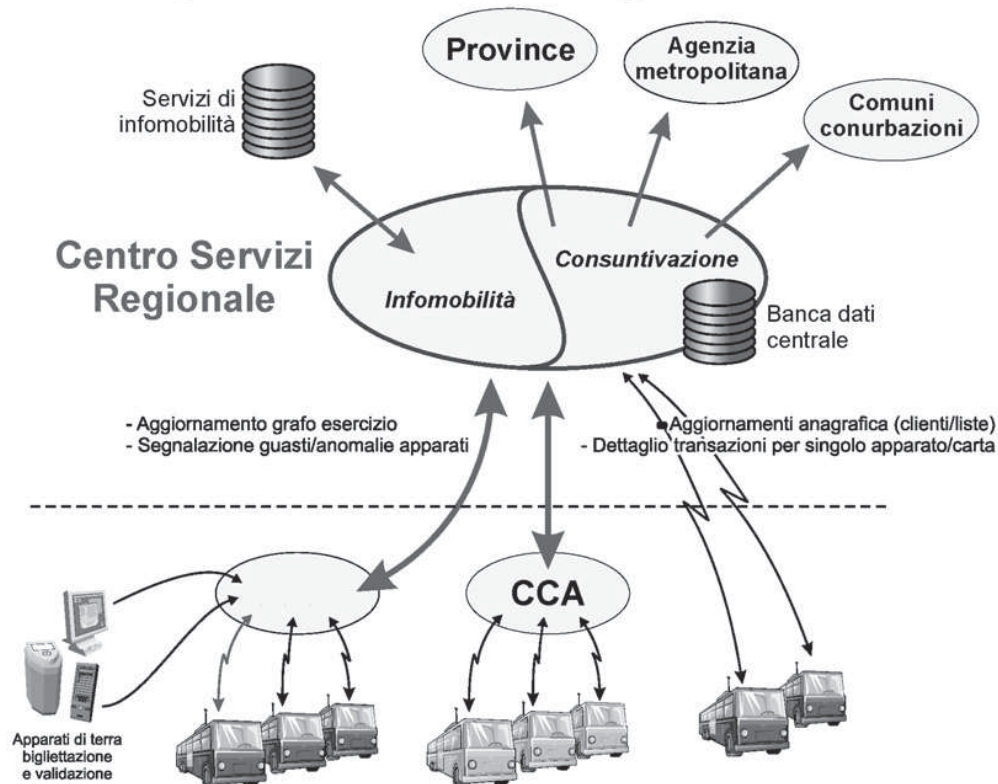 Province
Agenzia
metropolitana
Comuni
conurbazioni
Servizi di
infomobilità
Centro Servizi
Regionale
Infomobilità
Consuntivazione
Banca dati
centrale
- Aggiornamento grafo esercizio
- Segnalazione guasti/anomalie apparati
Aggiornamenti anagrafica (clienti/liste)
- Dettaglio transazioni per singolo apparato/carta
CCA
Apparati di terra
bigliettazione
e validazione